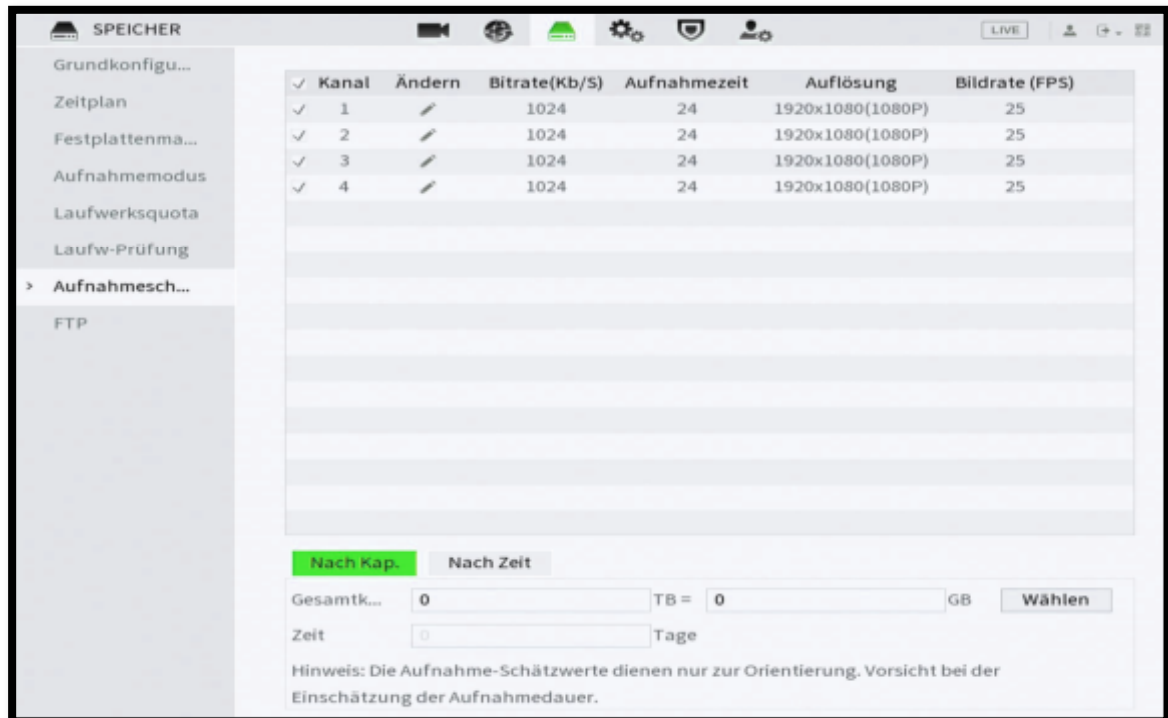 SPEICHER
LIVE
Grundkonfigu...
Zeitplan
Festplattenma...
Aufnahmemodus
Laufwerksquota
Laufw-Prüfung
> Aufnahmesch...
FTP
Kanal Ändern Bitrate(Kb/S) Aufnahmezeit Auflösung Bildrate (FPS)
1 1024 24 1920x1080(1080P) 25
2 1024 24 1920x1080(1080P) 25
3 1024 24 1920x1080(1080P) 25
4 1024 24 1920x1080(1080P) 25
Nach Kap. Nach Zeit
Gesamtk... 0 TB = 0 GB Wählen
Zeit 0 Tage
Hinweis: Die Aufnahme-Schätzwerte dienen nur zur Orientierung. Vorsicht bei der
Einschätzung der Aufnahmedauer.